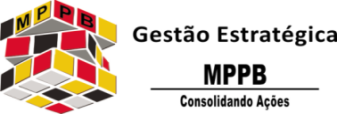 MPPB
Gestão Estratégica
MPPB
Consolidando Ações